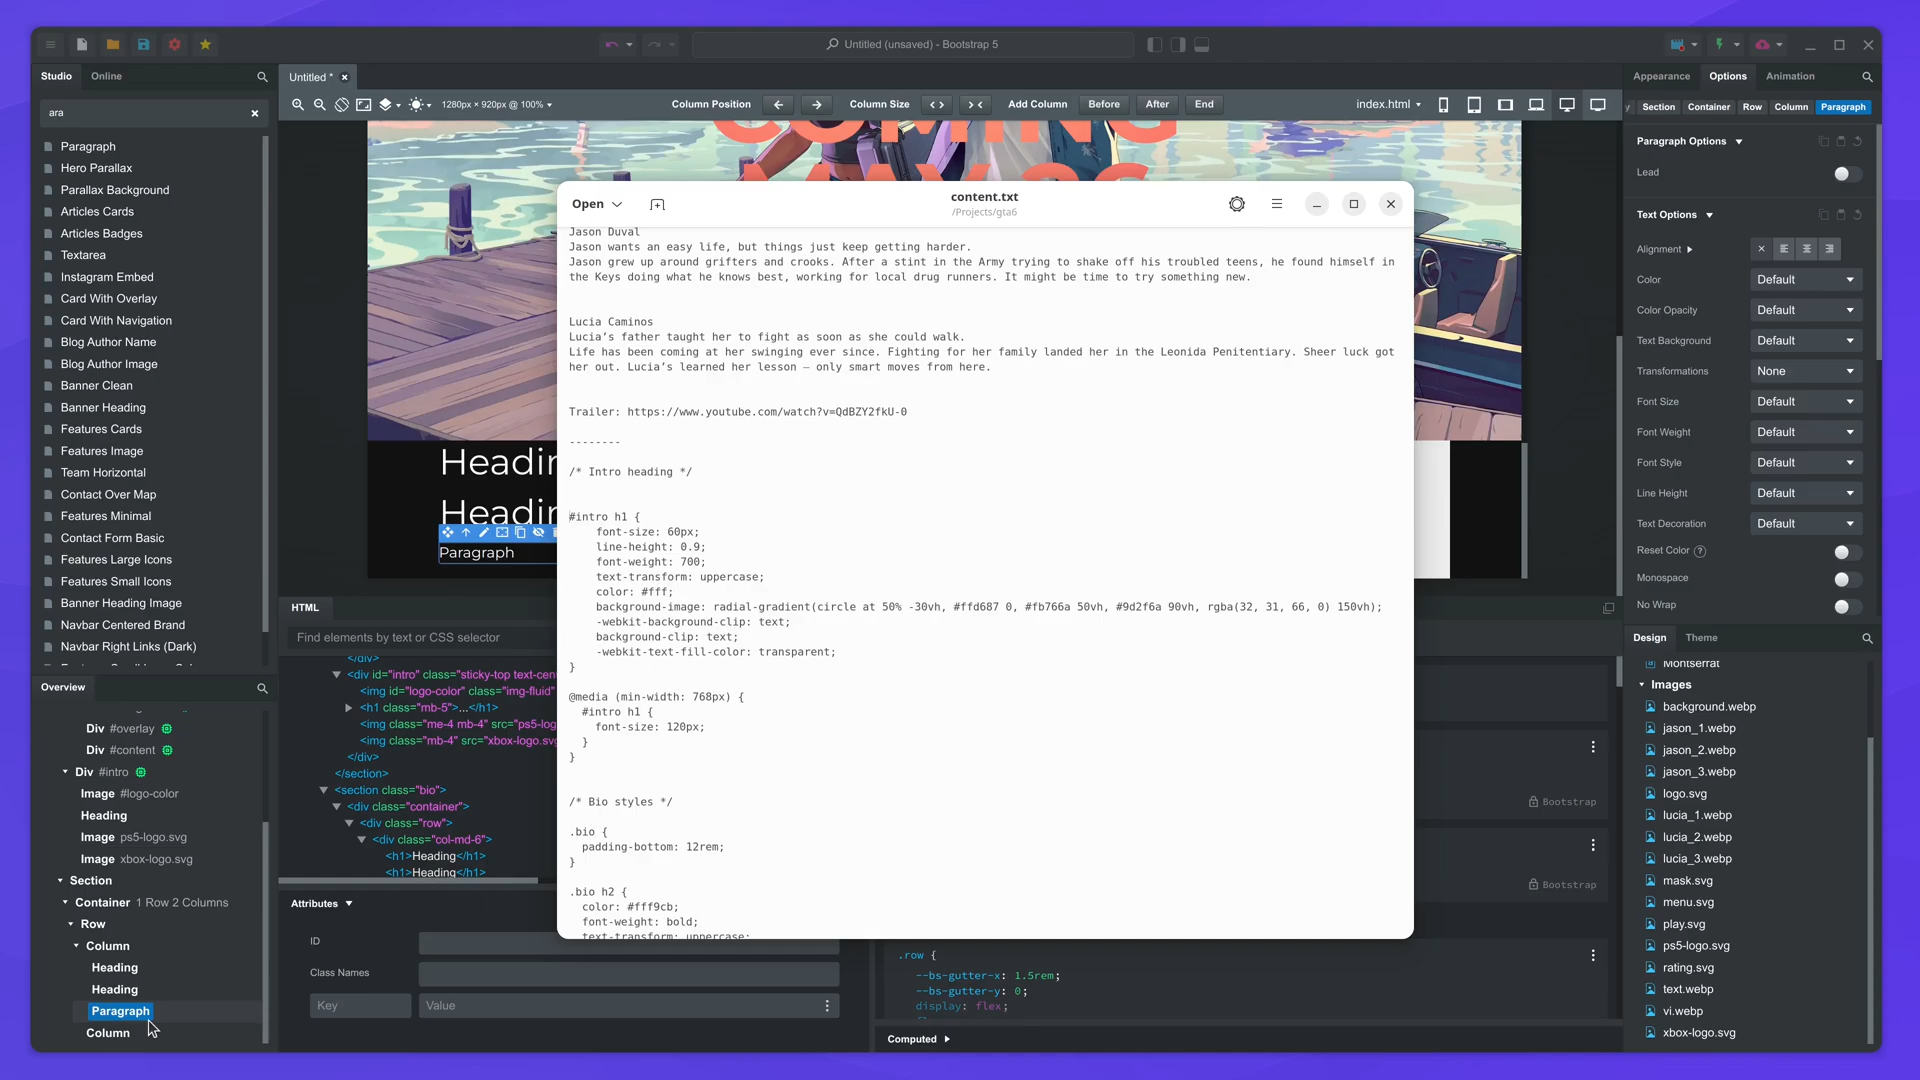 Untitled (unsaved) - Bootstrap 5
Studio
Online
ara
Paragraph
Hero Parallax
Parallax Background
Articles Cards
Articles Badges
Textarea
Instagram Embed
Card With Overlay
Card With Navigation
Blog Author Name
Blog Author Image
Banner Clean
Banner Heading
Features Cards
Features Image
Team Horizontal
Contact Over Map
Features Minimal
Contact Form Basic
Features Large Icons
Features Small Icons
Banner Heading Image
Navbar Centered Brand
Navbar Right Links (Dark)
Overview
Div #overlay
Div #content
Div #intro
Image #logo-color
Heading
Image ps5-logo.svg
Image xbox-logo.svg
Section
Container 1 Row 2 Columns
Row
Column
Heading
Heading
Paragraph
Column
Untitled *
1280px × 920px @ 100%
Column Position
Column Size
Add Column
Before
After
End
index.html
COMING
MAY 26
Headin
Headin
Paragraph
Open
content.txt
/Projects/gta6
Jason Duval
Jason wants an easy life, but things just keep getting harder.
Jason grew up around grifters and crooks. After a stint in the Army trying to shake off his troubled teens, he found himself in
the Keys doing what he knows best, working for local drug runners. It might be time to try something new.
Lucia Caminos
Lucia’s father taught her to fight as soon as she could walk.
Life has been coming at her swinging ever since. Fighting for her family landed her in the Leonida Penitentiary. Sheer luck got
her out. Lucia’s learned her lesson — only smart moves from here.
Trailer: https://www.youtube.com/watch?v=QdBZY2fkU-0
--------
/* Intro heading */
#intro h1 {
font-size: 60px;
line-height: 0.9;
font-weight: 700;
text-transform: uppercase;
color: #fff;
background-image: radial-gradient(circle at 50% -30vh, #ffd687 0, #fb766a 50vh, #9d2f6a 90vh, rgba(32, 31, 66, 0) 150vh);
-webkit-background-clip: text;
background-clip: text;
-webkit-text-fill-color: transparent;
}
@media (min-width: 768px) {
#intro h1 {
font-size: 120px;
}
}
/* Bio styles */
.bio {
padding-bottom: 12rem;
}
.bio h2 {
color: #fff9cb;
font-weight: bold;
text-transform: uppercase;
HTML
Find elements by text or CSS selector
</div>
<div id="intro" class="sticky-top text-cen
<img id="logo-color" class="img-fluid"
<h1 class="mb-5">...</h1>
<img class="me-4 mb-4" src="ps5-log
<img class="mb-4" src="xbox-logo.sv
</div>
</section>
<section class="bio">
<div class="container">
<div class="row">
<div class="col-md-6">
<h1>Heading</h1>
<h1>Heading</h1>
Attributes
ID
Class Names
Key
Value
Bootstrap
Bootstrap
.row {
--bs-gutter-x: 1.5rem;
--bs-gutter-y: 0;
display: flex;
Computed
Appearance
Options
Animation
y
Section
Container
Row
Column
Paragraph
Paragraph Options
Lead
Text Options
Alignment
Color
Default
Color Opacity
Default
Text Background
Default
Transformations
None
Font Size
Default
Font Weight
Default
Font Style
Default
Line Height
Default
Text Decoration
Default
Reset Color
Monospace
No Wrap
Design
Theme
Montserrat
Images
background.webp
jason_1.webp
jason_2.webp
jason_3.webp
logo.svg
lucia_1.webp
lucia_2.webp
lucia_3.webp
mask.svg
menu.svg
play.svg
ps5-logo.svg
rating.svg
text.webp
vi.webp
xbox-logo.svg